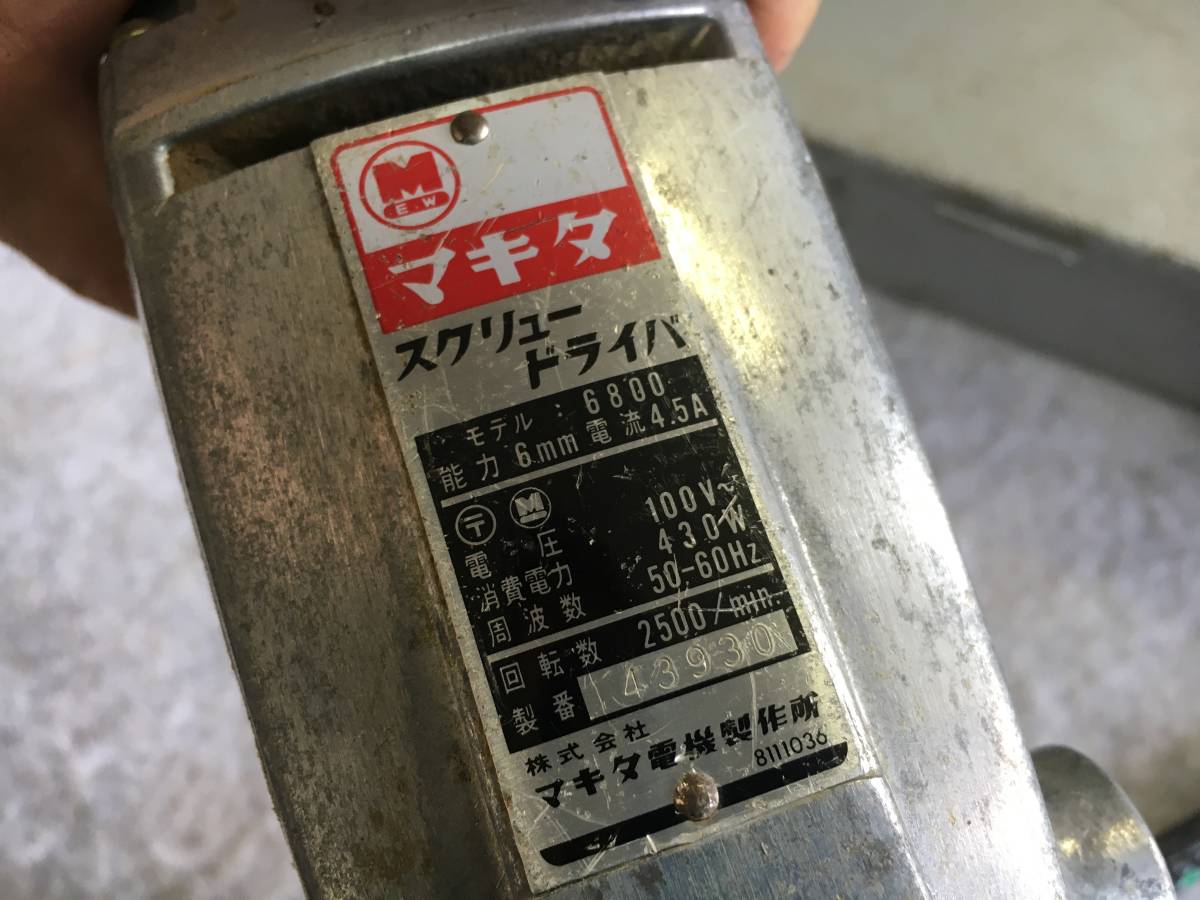 M
E.W
マキタ
スクリュー
ドライバ
モデル : 6800
能力 6mm 電流 4.5A
〒 M
電圧 100V~
消費電力 430W
周波数 50-60Hz
回転数 2500/min.
製番 143930
株式会社
マキタ電機製作所
8111036